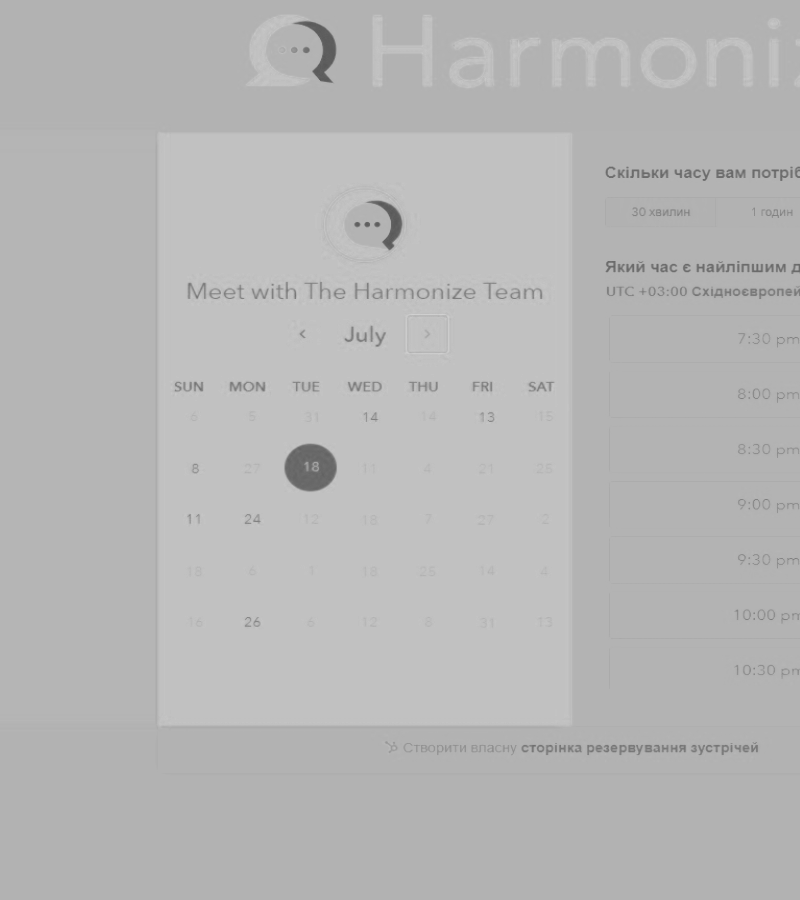 Harmoniz
Meet with The Harmonize Team
July
SUN MON TUE WED THU FRI SAT
6 5 31 14 14 13 15
8 27 18 11 4 21 25
11 24 12 18 7 27 2
18 6 18 28 14 4
16 26 6 12 8 31 13
Скільки часу вам потріб
30 хвилин 1 годин
Який час є найліпшим д
UTC +03:00 Східноєвропей
7:30 pm
8:00 pm
8:30 pm
9:00 pm
9:30 pm
10:00 pm
10:30 pm
Створити власну сторінка резервування зустрічей